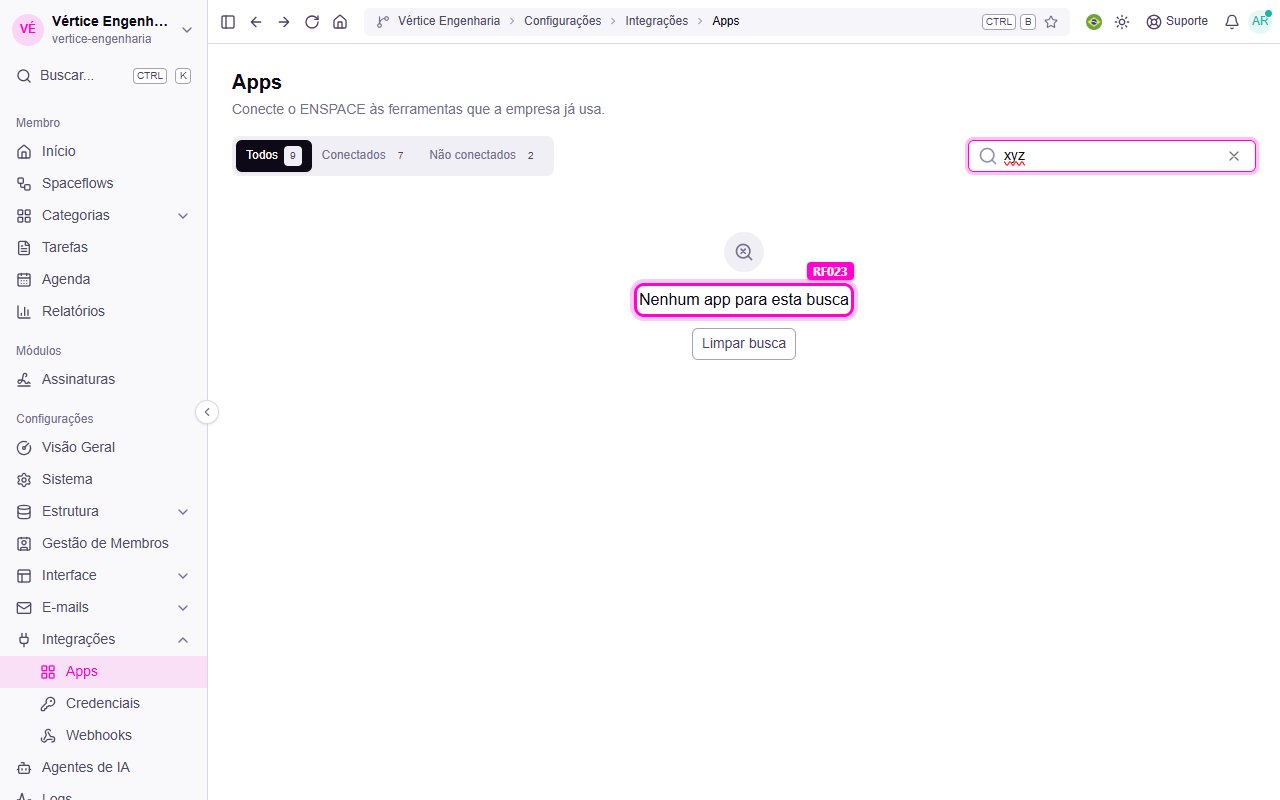 VÉ
Vértice Engenh...
vertice-engenharia
Buscar... CTRL K
Membro
Início
Spaceflows
Categorias
Tarefas
Agenda
Relatórios
Módulos
Assinaturas
Configurações
Visão Geral
Sistema
Estrutura
Gestão de Membros
Interface
E-mails
Integrações
Apps
Credenciais
Webhooks
Agentes de IA
Logs
Vértice Engenharia > Configurações > Integrações > Apps CTRL B
Suporte
AR
Apps
Conecte o ENSPACE às ferramentas que a empresa já usa.
Todos 9 Conectados 7 Não conectados 2
xyz
RF023
Nenhum app para esta busca
Limpar busca